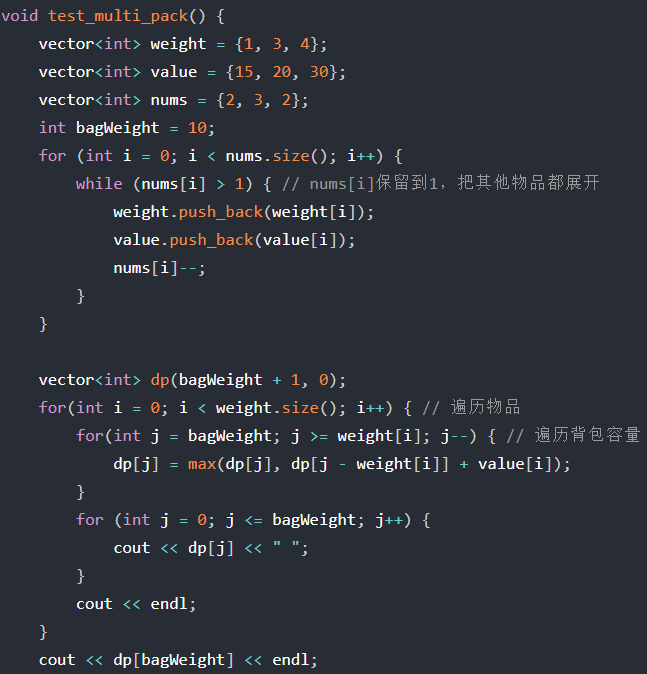 void test_multi_pack() {
    vector<int> weight = {1, 3, 4};
    vector<int> value = {15, 20, 30};
    vector<int> nums = {2, 3, 2};
    int bagWeight = 10;
    for (int i = 0; i < nums.size(); i++) {
        while (nums[i] > 1) { // nums[i]保留到1，把其他物品都展开
            weight.push_back(weight[i]);
            value.push_back(value[i]);
            nums[i]--;
        }
    }

    vector<int> dp(bagWeight + 1, 0);
    for(int i = 0; i < weight.size(); i++) { // 遍历物品
        for(int j = bagWeight; j >= weight[i]; j--) { // 遍历背包容量
            dp[j] = max(dp[j], dp[j - weight[i]] + value[i]);
        }
        for (int j = 0; j <= bagWeight; j++) {
            cout << dp[j] << " ";
        }
        cout << endl;
    }
    cout << dp[bagWeight] << endl;